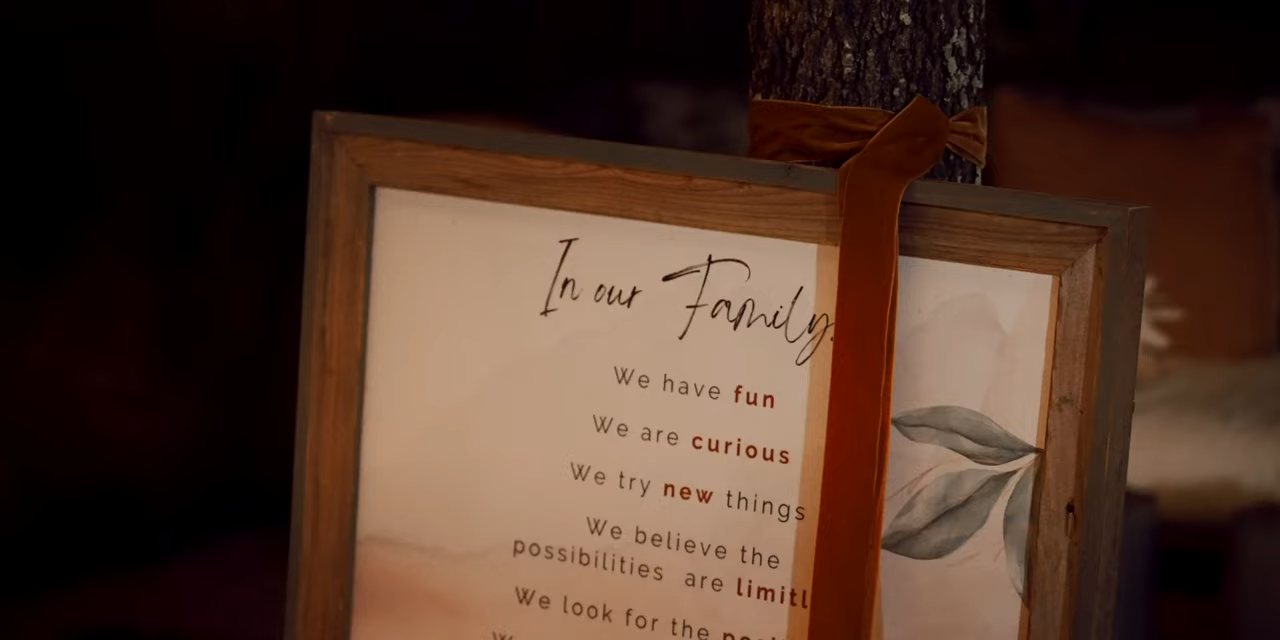 In our Family.
We have fun
We are curious
We try new things
We believe the
possibilities are limitl
We look for the